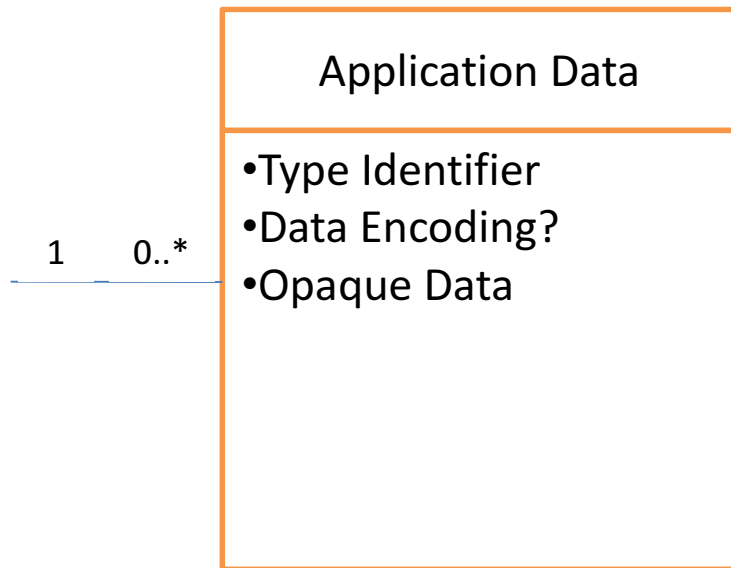 Application Data
•Type Identifier
•Data Encoding?
1 0..*
•Opaque Data